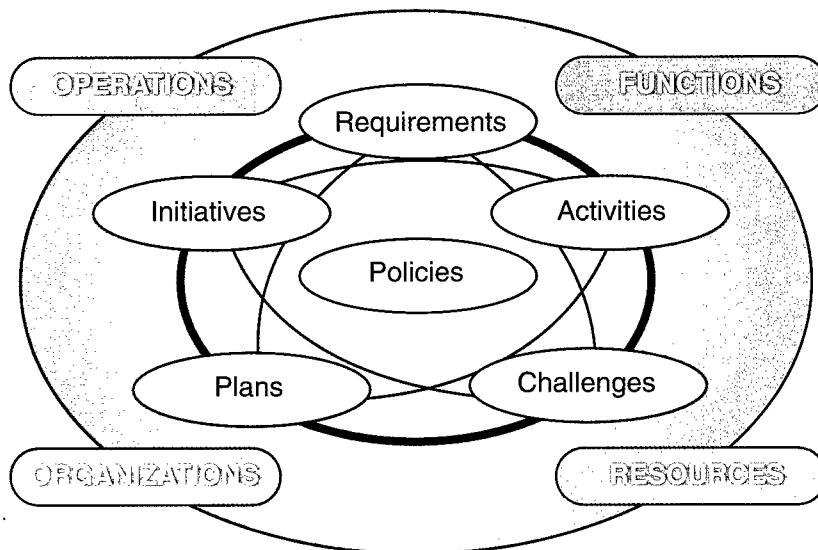 OPERATIONS
FUNCTIONS
Requirements
Initiatives
Activities
Policies
Plans
Challenges
ORGANIZATIONS
RESOURCES